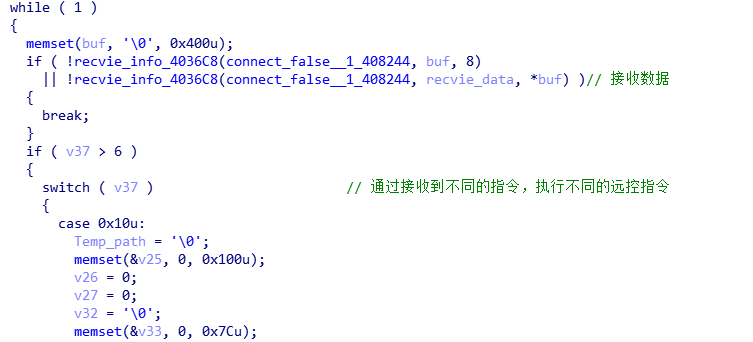 while ( 1 )
{
memset(buf, '\0', 0x400u);
if ( !recvie_info_4036C8(connect_false__1_408244, buf, 8)
|| !recvie_info_4036C8(connect_false__1_408244, recvie_data, *buf) )// 接收数据
{
break;
}
if ( v37 > 6 )
{
switch ( v37 ) // 通过接收到不同的指令，执行不同的远控指令
{
case 0x10u:
Temp_path = '\0';
memset(&v25, 0, 0x100u);
v26 = 0;
v27 = 0;
v32 = '\0';
memset(&v33, 0, 0x7Cu);